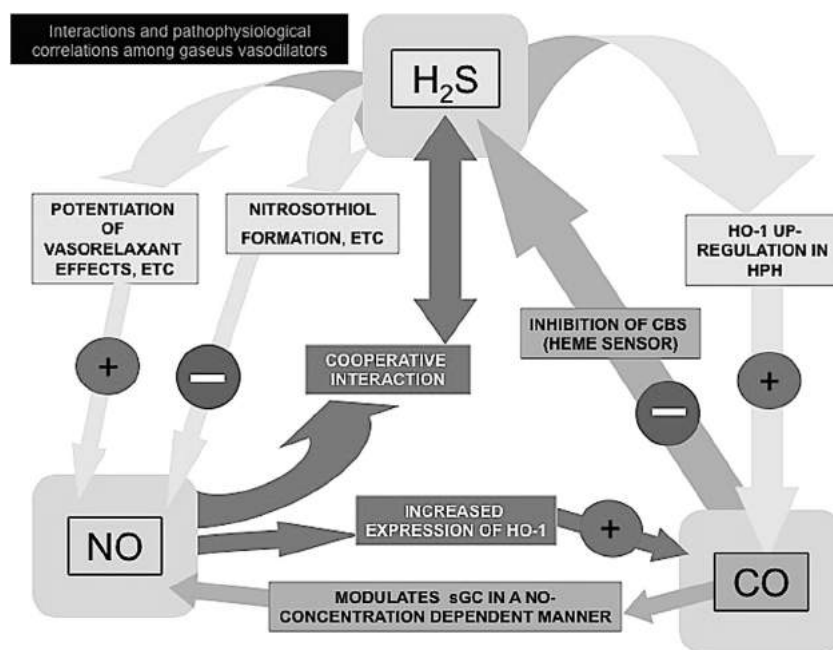 Interactions and pathophysiological
correlations among gaseus vasodilators
H₂S
POTENTIATION
OF
VASORELAXANT
EFFECTS, ETC
NITROSOTHIOL
FORMATION, ETC
HO-1 UP-
REGULATION IN
HPH
INHIBITION OF CBS
(HEME SENSOR)
COOPERATIVE
INTERACTION
+
−
+
−
INCREASED
EXPRESSION OF HO-1
+
NO
CO
MODULATES sGC IN A NO-
CONCENTRATION DEPENDENT MANNER